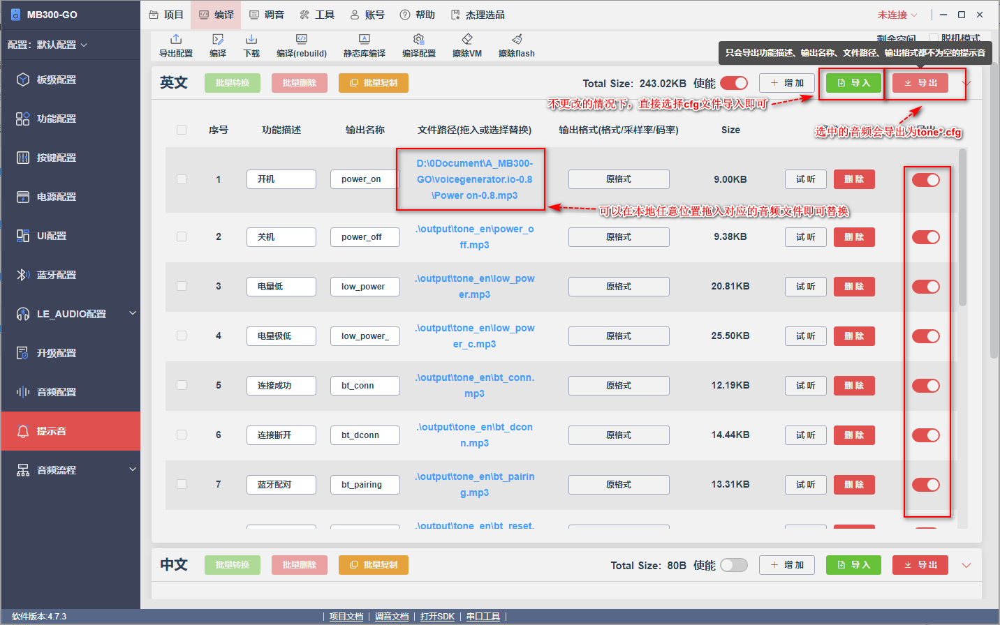 MB300-GO
项目 编译 调音 工具 账号 帮助 杰理选品 未连接
配置: 默认配置
导出配置 编译 下载 编译(rebuild) 静态库编译 编译配置 擦除VM 擦除flash
剩余空间 脱机模式
只会导出功能描述、输出名称、文件路径、输出格式都不为空的提示音
板级配置
功能配置
按键配置
电源配置
UI配置
蓝牙配置
LE_AUDIO配置
升级配置
音频配置
提示音
音频流程
英文 批量转换 批量删除 批量复制 Total Size: 243.02KB 使能 增 加 导 入 导 出
不更改的情况下，直接选择cfg文件导入即可
选中的音频会导出为tone*.cfg
序号 功能描述 输出名称 文件路径(拖入或选择替换) 输出格式(格式/采样率/码率) Size
1 开机 power_on D:\0Document\A_MB300-
GO\voicegenerator.io-0.8
\Power on-0.8.mp3 原格式 9.00KB 试 听 删 除
可以在本地任意位置拖入对应的音频文件即可替换
2 关机 power_off .\output\tone_en\power_o
ff.mp3 原格式 9.38KB 试 听 删 除
3 电量低 low_power .\output\tone_en\low_pow
er.mp3 原格式 20.81KB 试 听 删 除
4 电量极低 low_power_ .\output\tone_en\low_pow
er_c.mp3 原格式 25.50KB 试 听 删 除
5 连接成功 bt_conn .\output\tone_en\bt_conn.
mp3 原格式 12.19KB 试 听 删 除
6 连接断开 bt_dconn .\output\tone_en\bt_dcon
n.mp3 原格式 14.44KB 试 听 删 除
7 蓝牙配对 bt_pairing .\output\tone_en\bt_pairin
g.mp3 原格式 13.31KB 试 听 删 除
.\output\tone_en\bt_reset.
中文 批量转换 批量删除 批量复制 Total Size: 80B 使能 增 加 导 入 导 出
软件版本:4.7.3 | 项目文档 | 调音文档 | 打开SDK | 串口工具 |